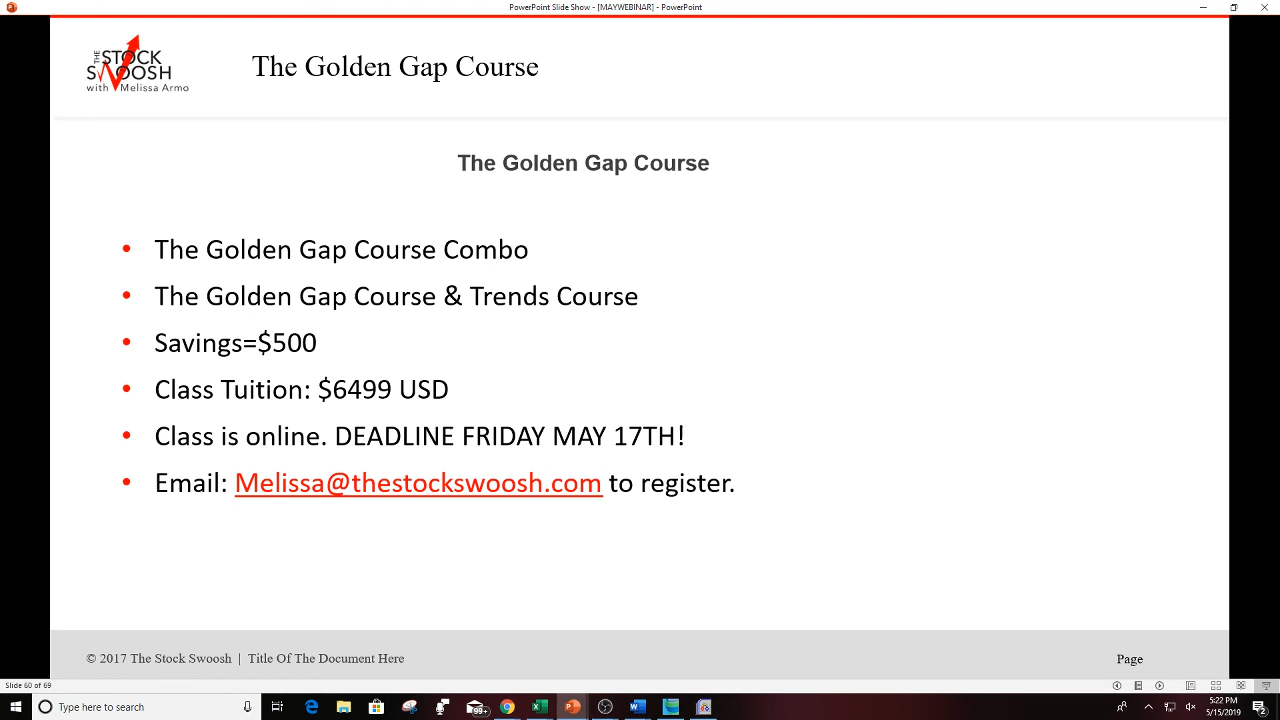 PowerPoint Slide Show - [MAYWEBINAR] - PowerPoint
THE
STOCK
SWOOSH
with Melissa Armo
The Golden Gap Course
The Golden Gap Course
• The Golden Gap Course Combo
• The Golden Gap Course & Trends Course
• Savings=$500
• Class Tuition: $6499 USD
• Class is online. DEADLINE FRIDAY MAY 17TH!
• Email: Melissa@thestockswoosh.com to register.
© 2017 The Stock Swoosh | Title Of The Document Here
Page
Slide 60 of 69
Type here to search
99+
5:22 PM
5/15/2019
2